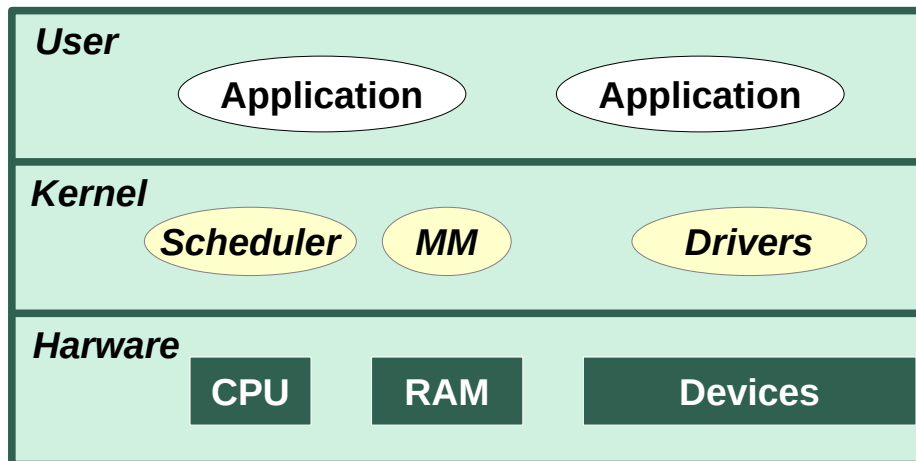 User
Application Application
Kernel
Scheduler MM Drivers
Harware
CPU RAM Devices